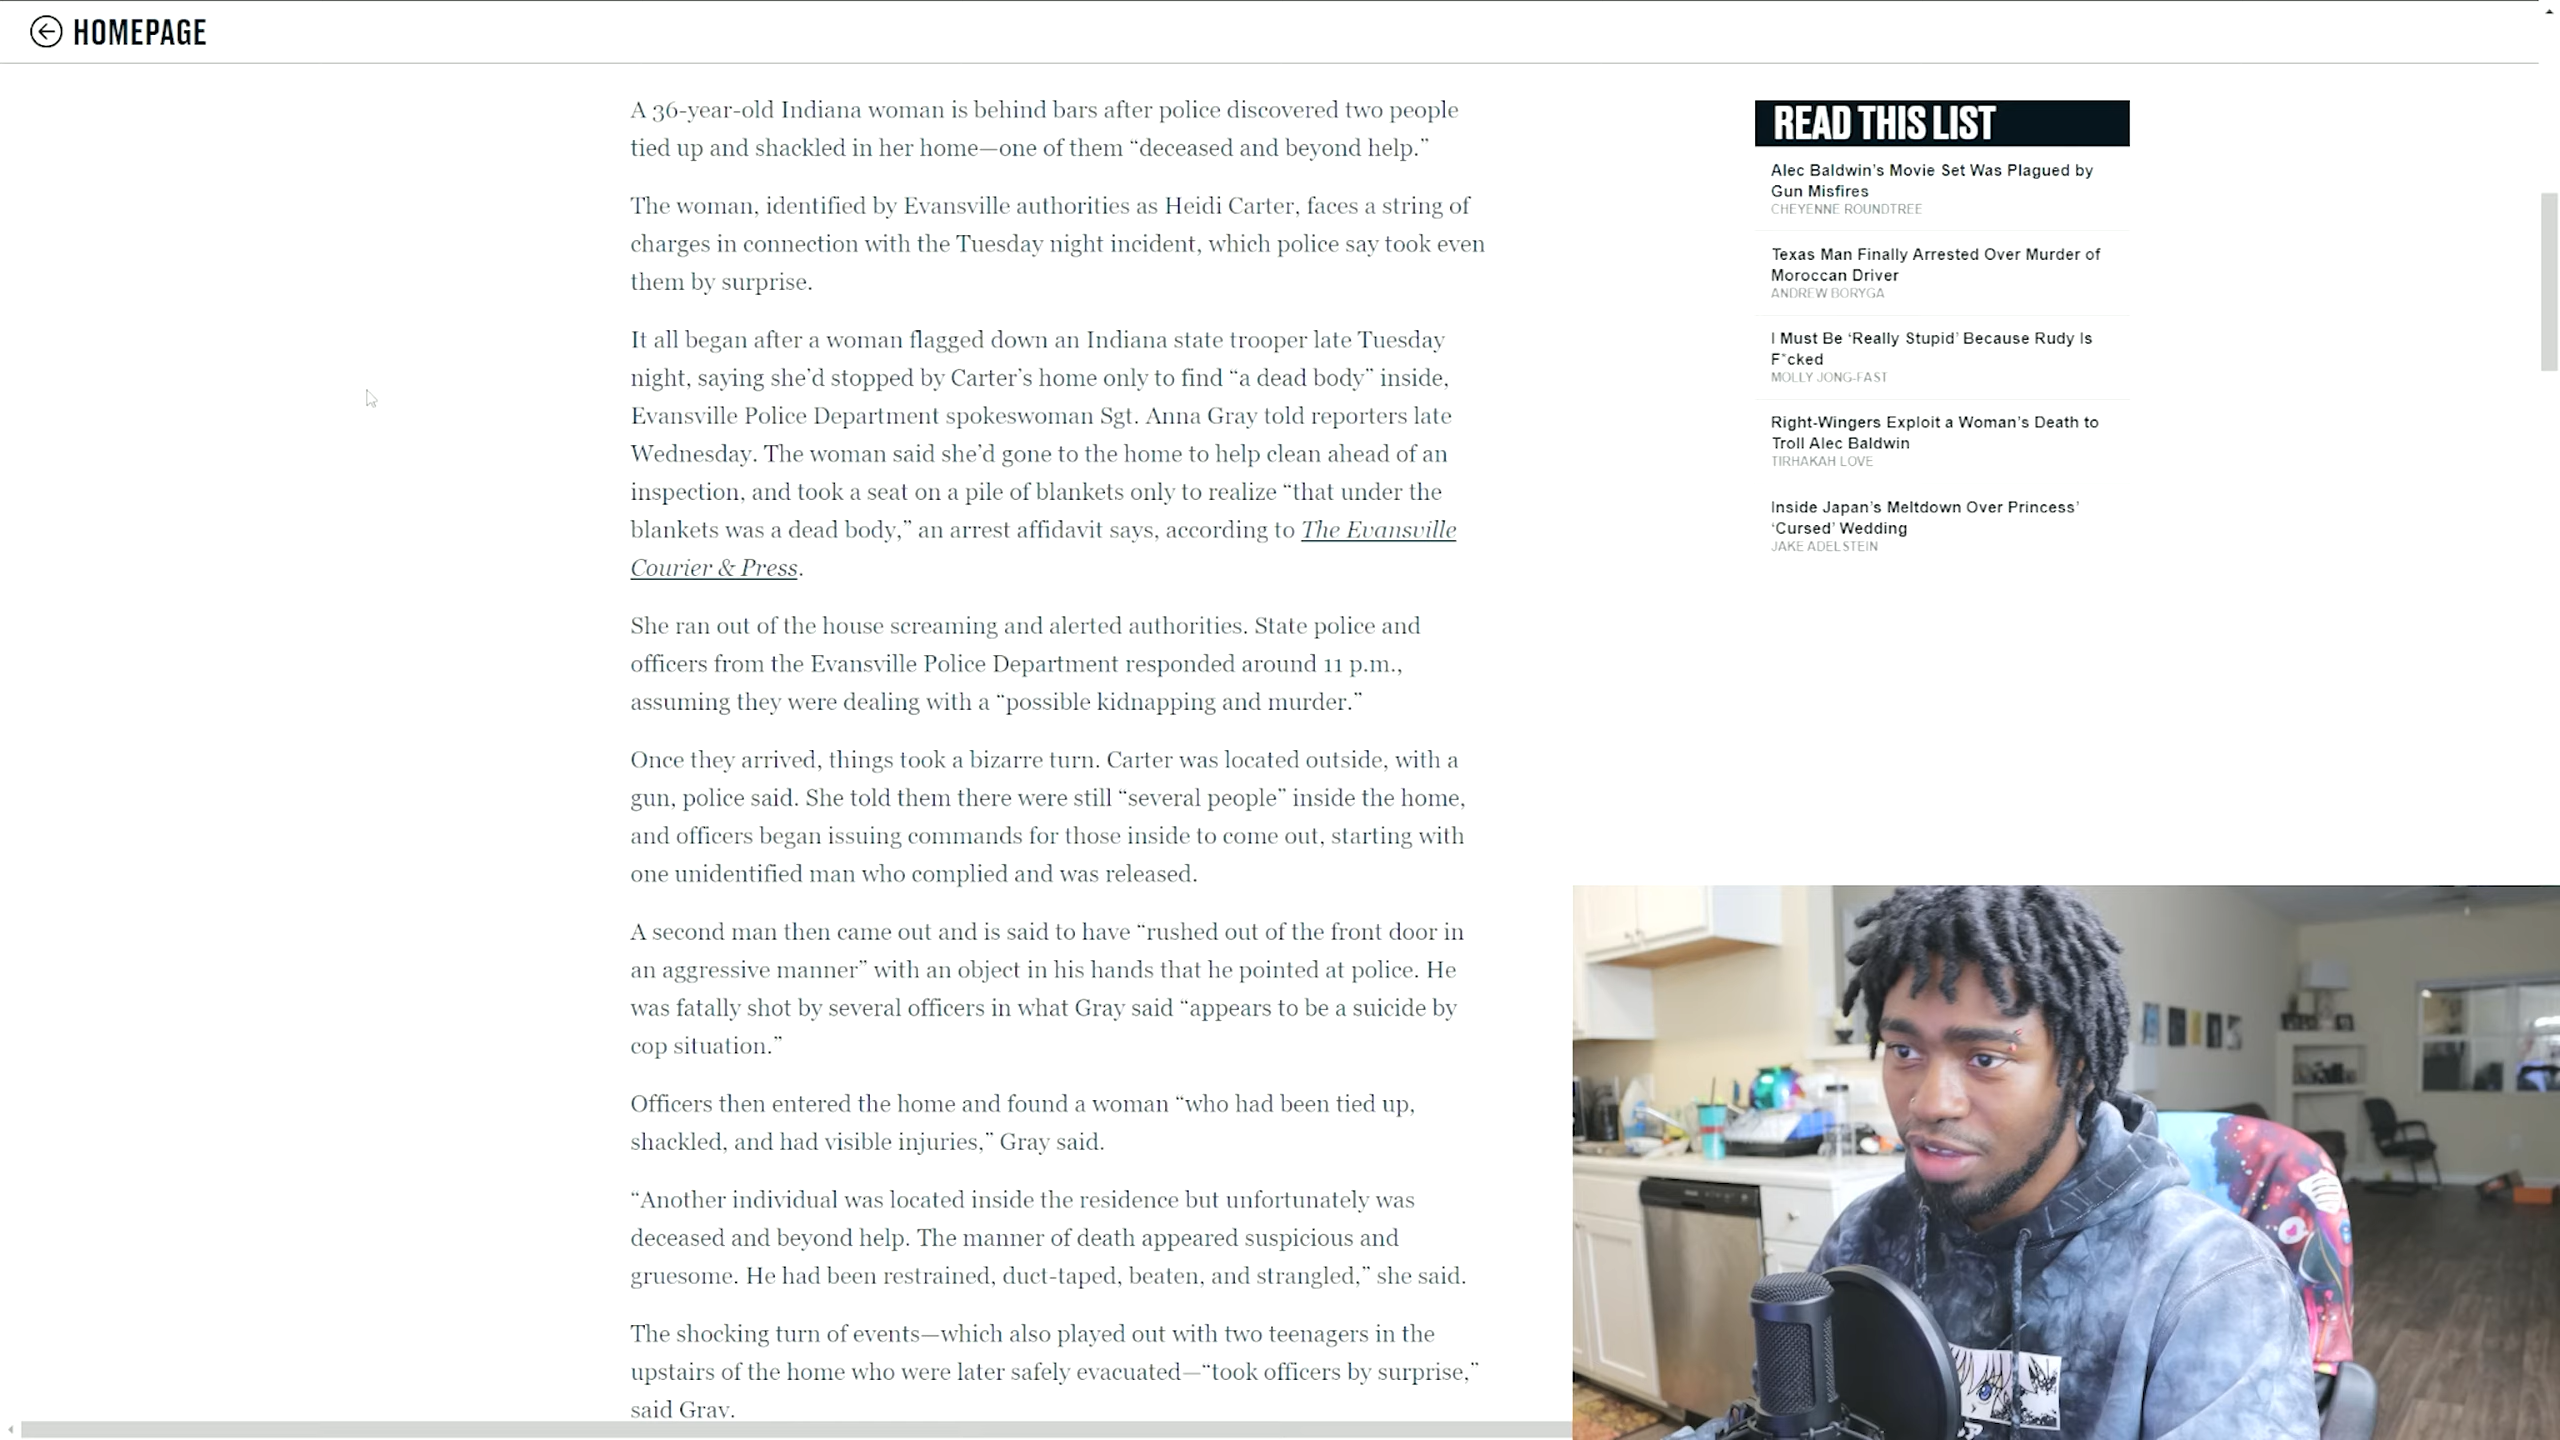 HOMEPAGE
A 36-year-old Indiana woman is behind bars after police discovered two people
tied up and shackled in her home—one of them “deceased and beyond help.”
The woman, identified by Evansville authorities as Heidi Carter, faces a string of
charges in connection with the Tuesday night incident, which police say took even
them by surprise.
It all began after a woman flagged down an Indiana state trooper late Tuesday
night, saying she’d stopped by Carter’s home only to find “a dead body” inside,
Evansville Police Department spokeswoman Sgt. Anna Gray told reporters late
Wednesday. The woman said she’d gone to the home to help clean ahead of an
inspection, and took a seat on a pile of blankets only to realize “that under the
blankets was a dead body,” an arrest affidavit says, according to The Evansville
Courier & Press.
She ran out of the house screaming and alerted authorities. State police and
officers from the Evansville Police Department responded around 11 p.m.,
assuming they were dealing with a “possible kidnapping and murder.”
Once they arrived, things took a bizarre turn. Carter was located outside, with a
gun, police said. She told them there were still “several people” inside the home,
and officers began issuing commands for those inside to come out, starting with
one unidentified man who complied and was released.
A second man then came out and is said to have “rushed out of the front door in
an aggressive manner” with an object in his hands that he pointed at police. He
was fatally shot by several officers in what Gray said “appears to be a suicide by
cop situation.”
Officers then entered the home and found a woman “who had been tied up,
shackled, and had visible injuries,” Gray said.
“Another individual was located inside the residence but unfortunately was
deceased and beyond help. The manner of death appeared suspicious and
gruesome. He had been restrained, duct-taped, beaten, and strangled,” she said.
The shocking turn of events—which also played out with two teenagers in the
upstairs of the home who were later safely evacuated—“took officers by surprise,”
said Gray.
READ THIS LIST
Alec Baldwin’s Movie Set Was Plagued by
Gun Misfires
CHEYENNE ROUNDTREE
Texas Man Finally Arrested Over Murder of
Moroccan Driver
ANDREW BORYGA
I Must Be ‘Really Stupid’ Because Rudy Is
F*cked
MOLLY JONG-FAST
Right-Wingers Exploit a Woman’s Death to
Troll Alec Baldwin
TIRHAKAH LOVE
Inside Japan’s Meltdown Over Princess’
‘Cursed’ Wedding
JAKE ADELSTEIN